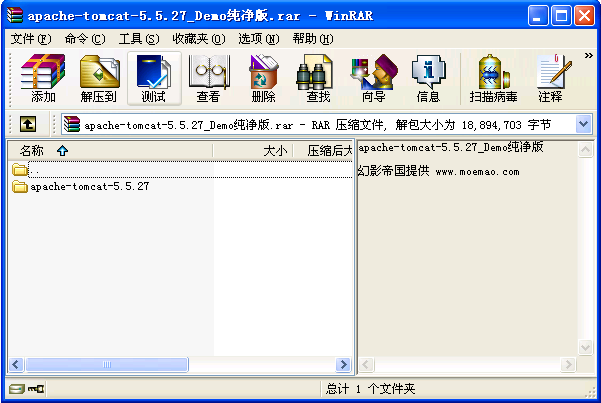 apache-tomcat-5.5.27_Demo纯净版.rar - WinRAR
文件(F) 命令(C) 工具(S) 收藏夹(O) 选项(N) 帮助(H)
添加 解压到 测试 查看 删除 查找 向导 信息 扫描病毒 注释
apache-tomcat-5.5.27_Demo纯净版.rar - RAR 压缩文件, 解包大小为 18,894,703 字节
名称 大小 压缩后大
apache-tomcat-5.5.27_Demo纯净版
..
幻影帝国提供 www.moemao.com
apache-tomcat-5.5.27
总计 1 个文件夹